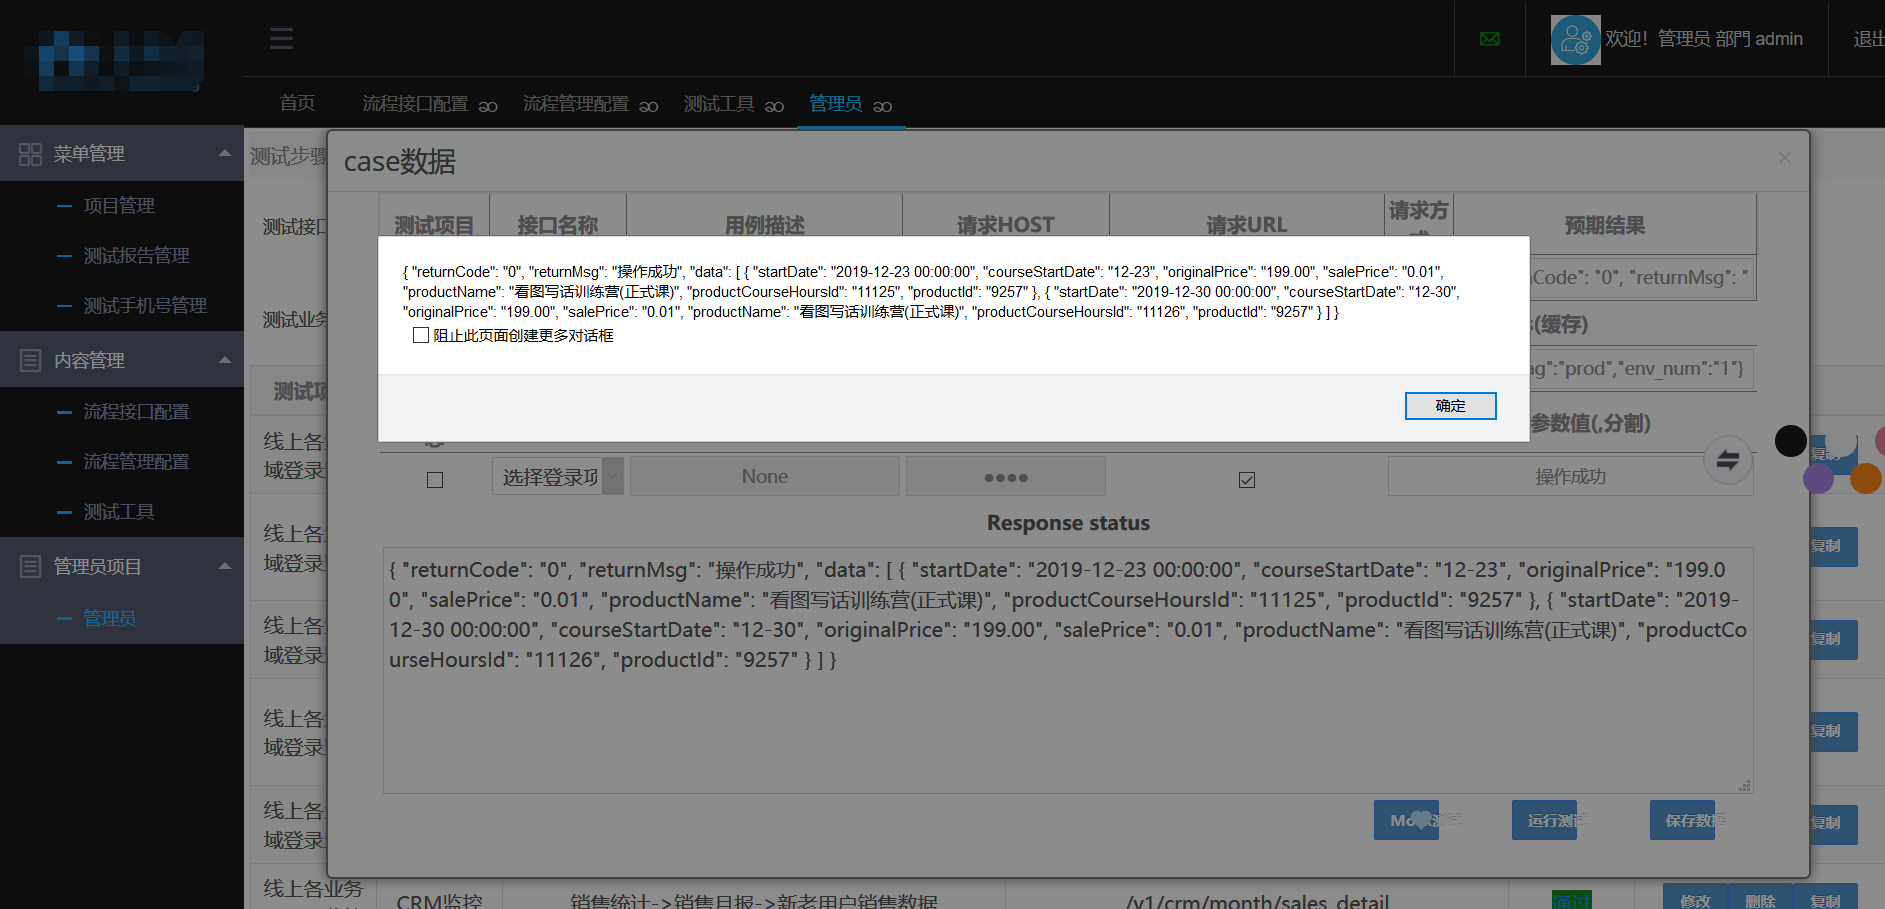 欢迎！管理员 部門 admin
退出
首页
流程接口配置
流程管理配置
测试工具
管理员
菜单管理
项目管理
测试报告管理
测试手机号管理
内容管理
流程接口配置
流程管理配置
测试工具
管理员项目
管理员
测试步骤
测试接口
测试业务
测试项
case数据
×
测试项目
接口名称
用例描述
请求HOST
请求URL
请求方
预期结果
{ "returnCode": "0", "returnMsg": "操作成功", "data": [ { "startDate": "2019-12-23 00:00:00", "courseStartDate": "12-23", "originalPrice": "199.00", "salePrice": "0.01",
"productName": "看图写话训练营(正式课)", "productCourseHoursId": "11125", "productId": "9257" }, { "startDate": "2019-12-30 00:00:00", "courseStartDate": "12-30",
"originalPrice": "199.00", "salePrice": "0.01", "productName": "看图写话训练营(正式课)", "productCourseHoursId": "11126", "productId": "9257" } ] }
阻止此页面创建更多对话框
确定
Code": "0", "returnMsg": "
(缓存)
":"prod","env_num":"1"}
参数值(,分割)
选择登录项
None
●●●●
操作成功
Response status
{ "returnCode": "0", "returnMsg": "操作成功", "data": [ { "startDate": "2019-12-23 00:00:00", "courseStartDate": "12-23", "originalPrice": "199.0
0", "salePrice": "0.01", "productName": "看图写话训练营(正式课)", "productCourseHoursId": "11125", "productId": "9257" }, { "startDate": "2019-
12-30 00:00:00", "courseStartDate": "12-30", "originalPrice": "199.00", "salePrice": "0.01", "productName": "看图写话训练营(正式课)", "productCo
urseHoursId": "11126", "productId": "9257" } ] }
运行测试
保存数据
线上各
域登录
复制
线上各
域登录
复制
线上各
域登录
复制
线上各
域登录
复制
线上各
域登录
复制
线上各业务
CRM监控
销售统计->销售月报->新老用户销售数据
/v1/crm/month/sales_detail
通过
修改
删除
复制